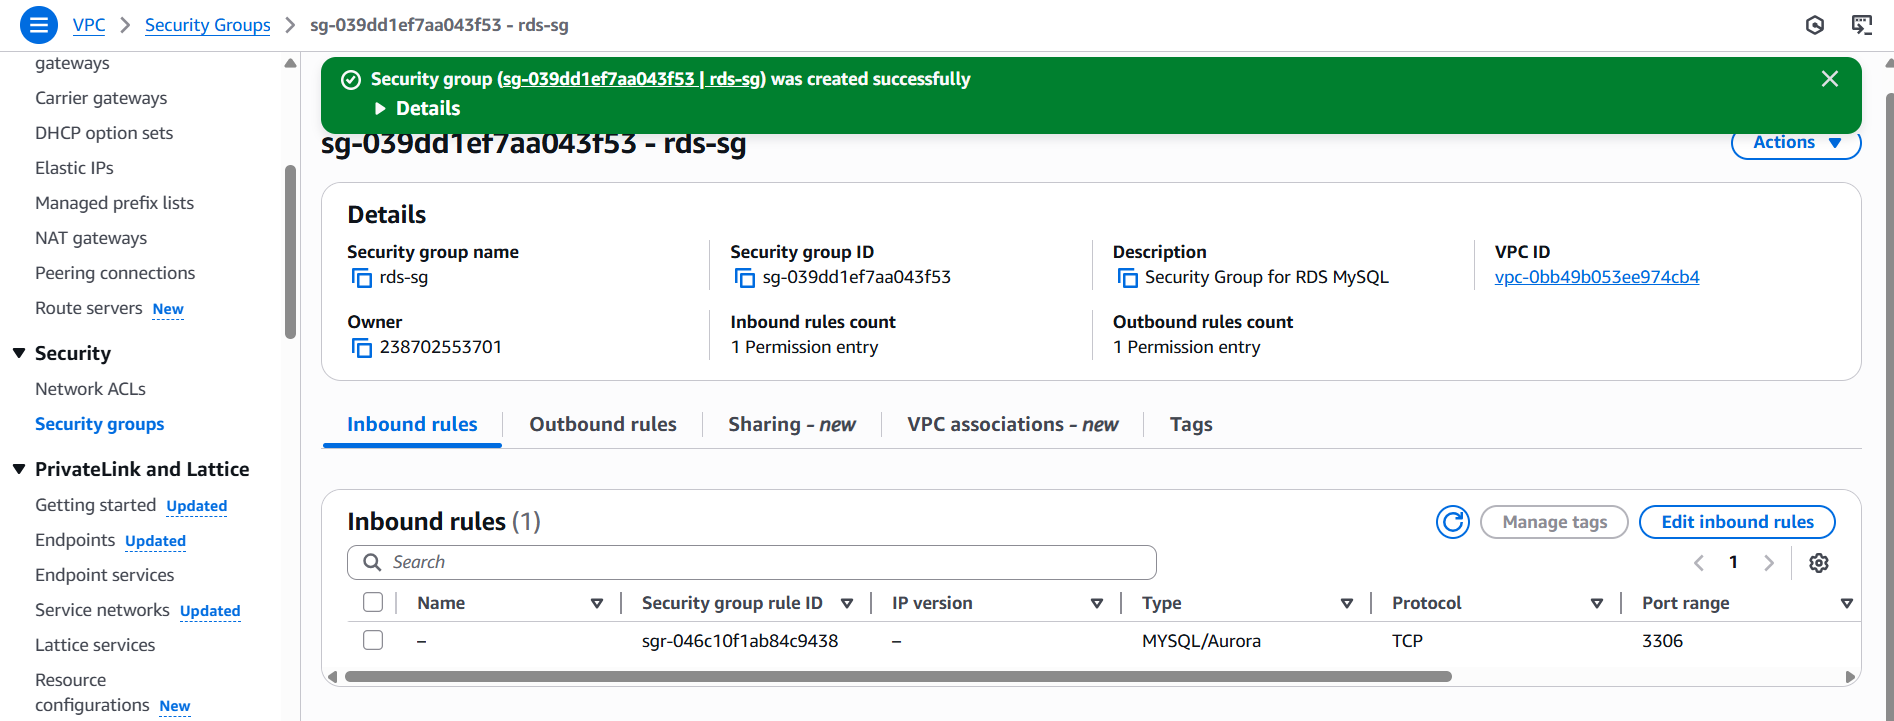 VPC > Security Groups > sg-039dd1ef7aa043f53 - rds-sg
gateways
Carrier gateways
DHCP option sets
Elastic IPs
Managed prefix lists
NAT gateways
Peering connections
Route servers New
Security
Network ACLs
Security groups
PrivateLink and Lattice
Getting started Updated
Endpoints Updated
Endpoint services
Service networks Updated
Lattice services
Resource
configurations New
Security group (sg-039dd1ef7aa043f53 | rds-sg) was created successfully
Details
sg-039dd1ef7aa043f53 - rds-sg
Actions
Details
Security group name
rds-sg
Security group ID
sg-039dd1ef7aa043f53
Description
Security Group for RDS MySQL
VPC ID
vpc-0bb49b053ee974cb4
Owner
238702553701
Inbound rules count
1 Permission entry
Outbound rules count
1 Permission entry
Inbound rules Outbound rules Sharing - new VPC associations - new Tags
Inbound rules (1)
Manage tags Edit inbound rules
Search
1
Name Security group rule ID IP version Type Protocol Port range
– sgr-046c10f1ab84c9438 – MYSQL/Aurora TCP 3306